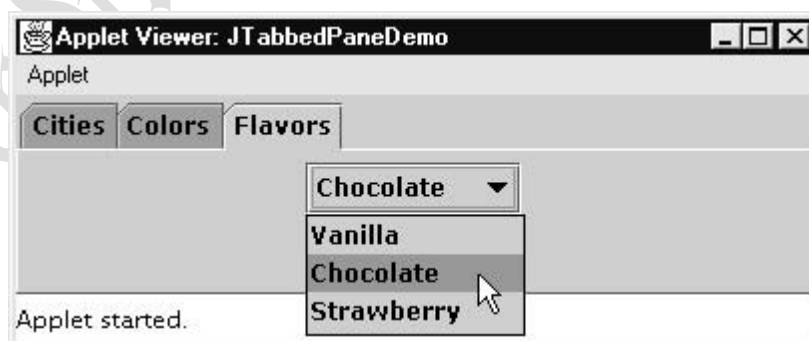 Applet Viewer: JTabbedPaneDemo
Applet
Cities Colors Flavors
Chocolate
Vanilla
Chocolate
Strawberry
Applet started.